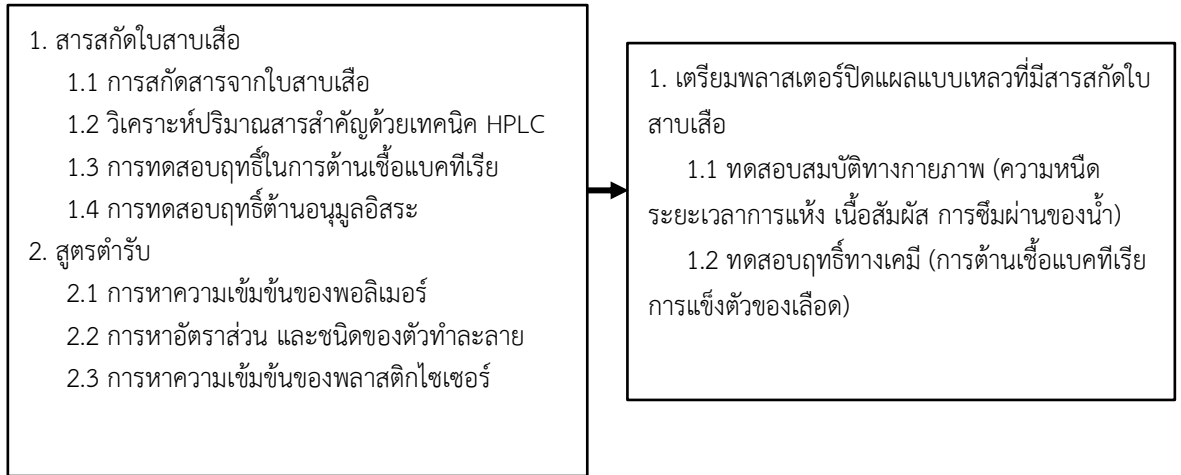 1. สารสกัดใบสาบเสือ
1.1 การสกัดสารจากใบสาบเสือ
1.2 วิเคราะห์ปริมาณสารสำคัญด้วยเทคนิค HPLC
1.3 การทดสอบฤทธิ์ในการต้านเชื้อแบคทีเรีย
1.4 การทดสอบฤทธิ์ต้านอนุมูลอิสระ
2. สูตรตำรับ
2.1 การหาความเข้มข้นของพอลิเมอร์
2.2 การหาอัตราส่วน และชนิดของตัวทำละลาย
2.3 การหาความเข้มข้นของพลาสติกไซเซอร์
1. เตรียมพลาสเตอร์ปิดแผลแบบเหลวที่มีสารสกัดใบ
สาบเสือ
1.1 ทดสอบสมบัติทางกายภาพ (ความหนืด
ระยะเวลาการแห้ง เนื้อสัมผัส การซึมผ่านของน้ำ)
1.2 ทดสอบฤทธิ์ทางเคมี (การต้านเชื้อแบคทีเรีย
การแข็งตัวของเลือด)